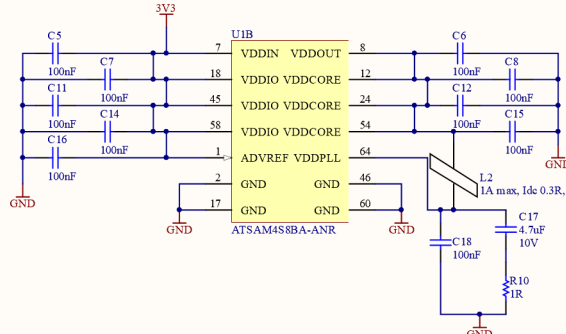 3V3
U1B
C5
100nF
7
VDDIN
VDDOUT
8
C6
100nF
C7
100nF
18
VDDIO
VDDCORE
12
C8
100nF
C11
100nF
45
VDDIO
VDDCORE
24
C12
100nF
C14
100nF
58
VDDIO
VDDCORE
54
C15
100nF
C16
100nF
1
ADVREF
VDDPLL
64
GND
2
GND
GND
46
17
GND
GND
60
GND
GND
GND
ATSAM4S8BA-ANR
L2
1A max, Idc 0.3R,
C17
4.7uF
10V
C18
100nF
R10
1R
GND